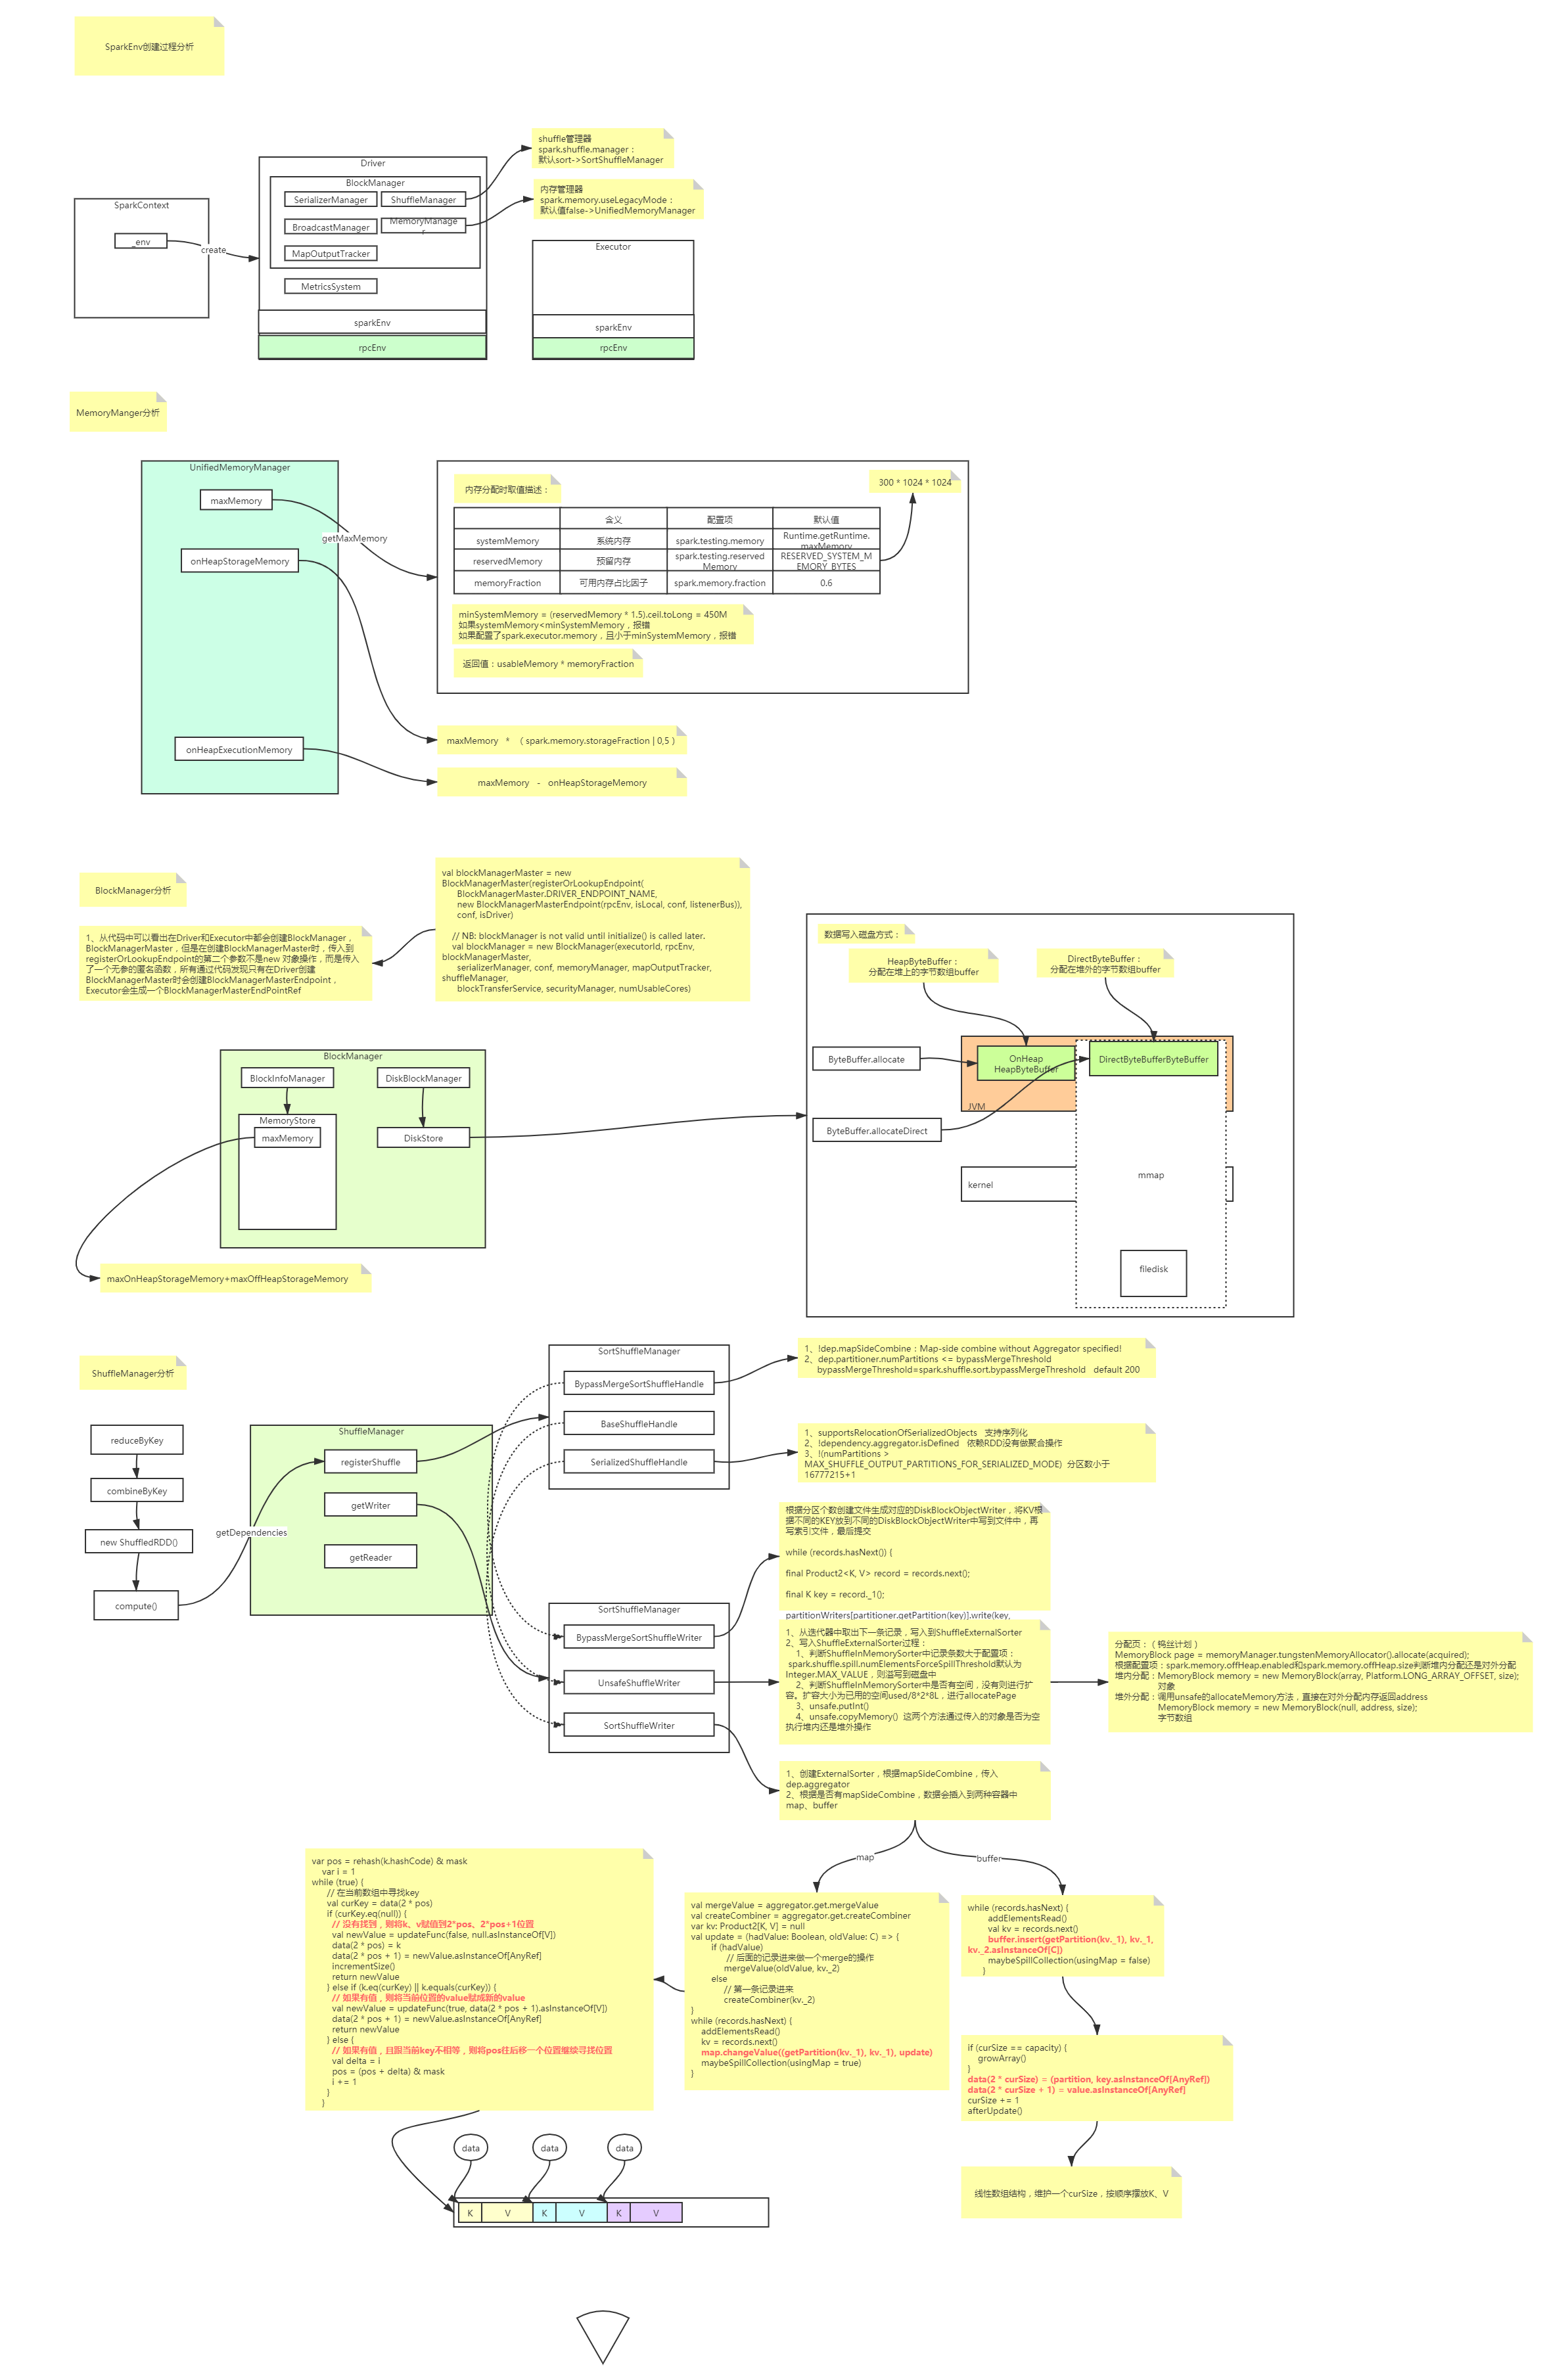 SparkEnv创建过程分析
shuffle管理器
spark.shuffle.manager：
默认sort->SortShuffleManager
Driver
BlockManager
SerializerManager
ShuffleManager
内存管理器
spark.memory.useLegacyMode：
默认值false->UnifiedMemoryManager
SparkContext
_env
create
BroadcastManager
MemoryManage
r
MapOutputTracker
MetricsSystem
sparkEnv
rpcEnv
Executor
sparkEnv
rpcEnv
MemoryManger分析
UnifiedMemoryManager
maxMemory
getMaxMemory
onHeapStorageMemory
onHeapExecutionMemory
内存分配时取值描述：
300 * 1024 * 1024
含义
配置项
默认值
systemMemory
系统内存
spark.testing.memory
Runtime.getRuntime.
maxMemory
reservedMemory
预留内存
spark.testing.reserved
Memory
RESERVED_SYSTEM_M
EMORY_BYTES
memoryFraction
可用内存占比因子
spark.memory.fraction
0.6
minSystemMemory = (reservedMemory * 1.5).ceil.toLong = 450M
如果systemMemory<minSystemMemory，报错
如果配置了spark.executor.memory，且小于minSystemMemory，报错
返回值：usableMemory * memoryFraction
maxMemory * ( spark.memory.storageFraction | 0,5 )
maxMemory - onHeapStorageMemory
BlockManager分析
1、从代码中可以看出在Driver和Executor中都会创建BlockManager，
BlockManagerMaster，但是在创建BlockManagerMaster时，传入到
registerOrLookupEndpoint的第二个参数不是new 对象操作，而是传入
了一个无参的匿名函数，所有通过代码发现只有在Driver创建
BlockManagerMaster时会创建BlockManagerMasterEndpoint，
Executor会生成一个BlockManagerMasterEndPointRef
val blockManagerMaster = new
BlockManagerMaster(registerOrLookupEndpoint(
BlockManagerMaster.DRIVER_ENDPOINT_NAME,
new BlockManagerMasterEndpoint(rpcEnv, isLocal, conf, listenerBus)),
conf, isDriver)
// NB: blockManager is not valid until initialize() is called later.
val blockManager = new BlockManager(executorId, rpcEnv,
blockManagerMaster,
serializerManager, conf, memoryManager, mapOutputTracker,
shuffleManager,
blockTransferService, securityManager, numUsableCores)
数据写入磁盘方式：
HeapByteBuffer：
分配在堆上的字节数组buffer
DirectByteBuffer：
分配在堆外的字节数组buffer
ByteBuffer.allocate
OnHeap
HeapByteBuffer
DirectByteBufferByteBuffer
JVM
ByteBuffer.allocateDirect
mmap
kernel
filedisk
BlockManager
BlockInfoManager
DiskBlockManager
MemoryStore
maxMemory
DiskStore
maxOnHeapStorageMemory+maxOffHeapStorageMemory
ShuffleManager分析
reduceByKey
combineByKey
new ShuffledRDD()
compute()
getDependencies
ShuffleManager
registerShuffle
getWriter
getReader
SortShuffleManager
BypassMergeSortShuffleHandle
BaseShuffleHandle
SerializedShuffleHandle
1、!dep.mapSideCombine：Map-side combine without Aggregator specified!
2、dep.partitioner.numPartitions <= bypassMergeThreshold
bypassMergeThreshold=spark.shuffle.sort.bypassMergeThreshold default 200
1、supportsRelocationOfSerializedObjects 支持序列化
2、!dependency.aggregator.isDefined 依赖RDD没有做聚合操作
3、!(numPartitions >
MAX_SHUFFLE_OUTPUT_PARTITIONS_FOR_SERIALIZED_MODE) 分区数小于
16777215+1
SortShuffleManager
BypassMergeSortShuffleWriter
UnsafeShuffleWriter
SortShuffleWriter
根据分区个数创建文件生成对应的DiskBlockObjectWriter，将KV根
据不同的KEY放到不同的DiskBlockObjectWriter中写到文件中，再
写索引文件，最后提交
while (records.hasNext()) {
final Product2<K, V> record = records.next();
final K key = record._1();
partitionWriters[partitioner.getPartition(key)].write(key,
1、从迭代器中取出下一条记录，写入到ShuffleExternalSorter
2、写入ShuffleExternalSorter过程：
1、判断ShuffleInMemorySorter中记录条数大于配置项：
spark.shuffle.spill.numElementsForceSpillThreshold默认为
Integer.MAX_VALUE，则溢写到磁盘中
2、判断ShuffleInMemorySorter中是否有空间，没有则进行扩
容。扩容大小为已用的空间used/8*2*8L，进行allocatePage
3、unsafe.putInt()
4、unsafe.copyMemory() 这两个方法通过传入的对象是否为空
执行堆内还是堆外操作
分配页：（钨丝计划）
MemoryBlock page = memoryManager.tungstenMemoryAllocator().allocate(acquired);
根据配置项：spark.memory.offHeap.enabled和spark.memory.offHeap.size判断堆内分配还是对外分配
堆内分配：MemoryBlock memory = new MemoryBlock(array, Platform.LONG_ARRAY_OFFSET, size);
对象
堆外分配：调用unsafe的allocateMemory方法，直接在对外分配内存返回address
MemoryBlock memory = new MemoryBlock(null, address, size);
字节数组
1、创建ExternalSorter，根据mapSideCombine，传入
dep.aggregator
2、根据是否有mapSideCombine，数据会插入到两种容器中
map、buffer
map
buffer
var pos = rehash(k.hashCode) & mask
var i = 1
while (true) {
// 在当前数组中寻找key
val curKey = data(2 * pos)
if (curKey.eq(null)) {
// 没有找到，则将k、v赋值到2*pos、2*pos+1位置
val newValue = updateFunc(false, null.asInstanceOf[V])
data(2 * pos) = k
data(2 * pos + 1) = newValue.asInstanceOf[AnyRef]
incrementSize()
return newValue
} else if (k.eq(curKey) || k.equals(curKey)) {
// 如果有值，则将当前位置的value赋成新的value
val newValue = updateFunc(true, data(2 * pos + 1).asInstanceOf[V])
data(2 * pos + 1) = newValue.asInstanceOf[AnyRef]
return newValue
} else {
// 如果有值，且跟当前key不相等，则将pos往后移一个位置继续寻找位置
val delta = i
pos = (pos + delta) & mask
i += 1
}
}
val mergeValue = aggregator.get.mergeValue
val createCombiner = aggregator.get.createCombiner
var kv: Product2[K, V] = null
val update = (hadValue: Boolean, oldValue: C) => {
if (hadValue)
// 后面的记录进来做一个merge的操作
mergeValue(oldValue, kv._2)
else
// 第一条记录进来
createCombiner(kv._2)
}
while (records.hasNext) {
addElementsRead()
kv = records.next()
map.changeValue((getPartition(kv._1), kv._1), update)
maybeSpillCollection(usingMap = true)
}
while (records.hasNext) {
addElementsRead()
val kv = records.next()
buffer.insert(getPartition(kv._1), kv._1,
kv._2.asInstanceOf[C])
maybeSpillCollection(usingMap = false)
}
if (curSize == capacity) {
growArray()
}
data(2 * curSize) = (partition, key.asInstanceOf[AnyRef])
data(2 * curSize + 1) = value.asInstanceOf[AnyRef]
curSize += 1
afterUpdate()
线性数组结构，维护一个curSize，按顺序摆放K、V
data
data
data
K
V
K
V
K
V